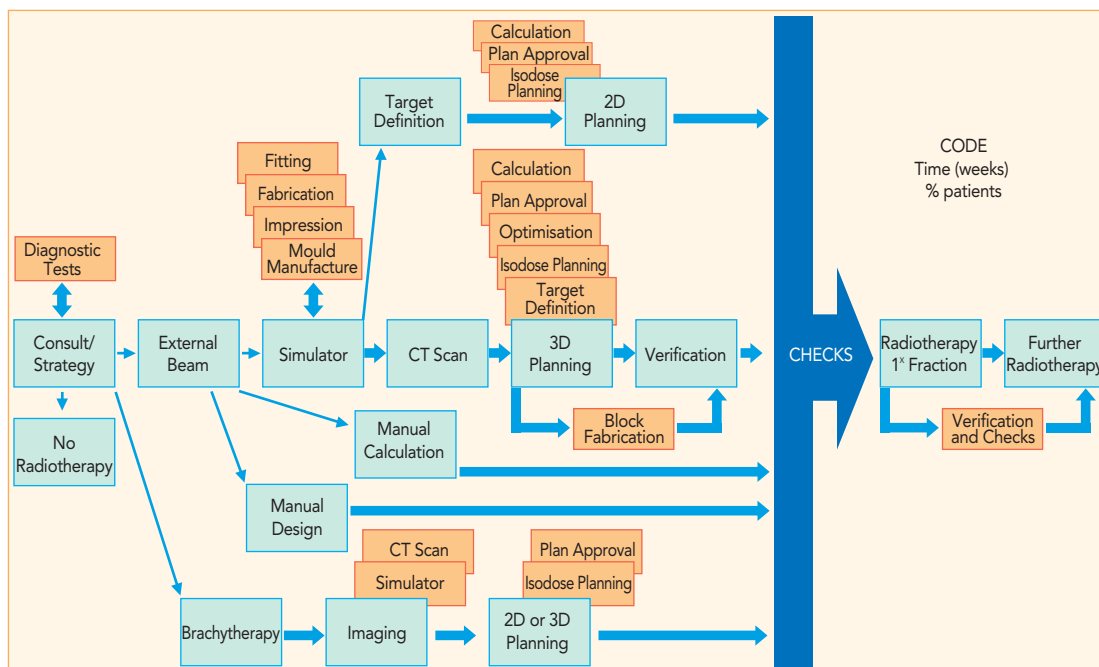 Calculation
Plan Approval
Isodose
Planning
Target
Definition
2D
Planning
CODE
Time (weeks)
% patients
Fitting
Fabrication
Impression
Mould
Manufacture
Calculation
Plan Approval
Optimisation
Isodose Planning
Target
Definition
Diagnostic
Tests
Consult/
Strategy
External
Beam
Simulator
CT Scan
3D
Planning
Verification
CHECKS
Radiotherapy
1ˣ Fraction
Further
Radiotherapy
Block
Fabrication
Verification
and Checks
No
Radiotherapy
Manual
Calculation
Manual
Design
CT Scan
Simulator
Plan Approval
Isodose Planning
Brachytherapy
Imaging
2D or 3D
Planning